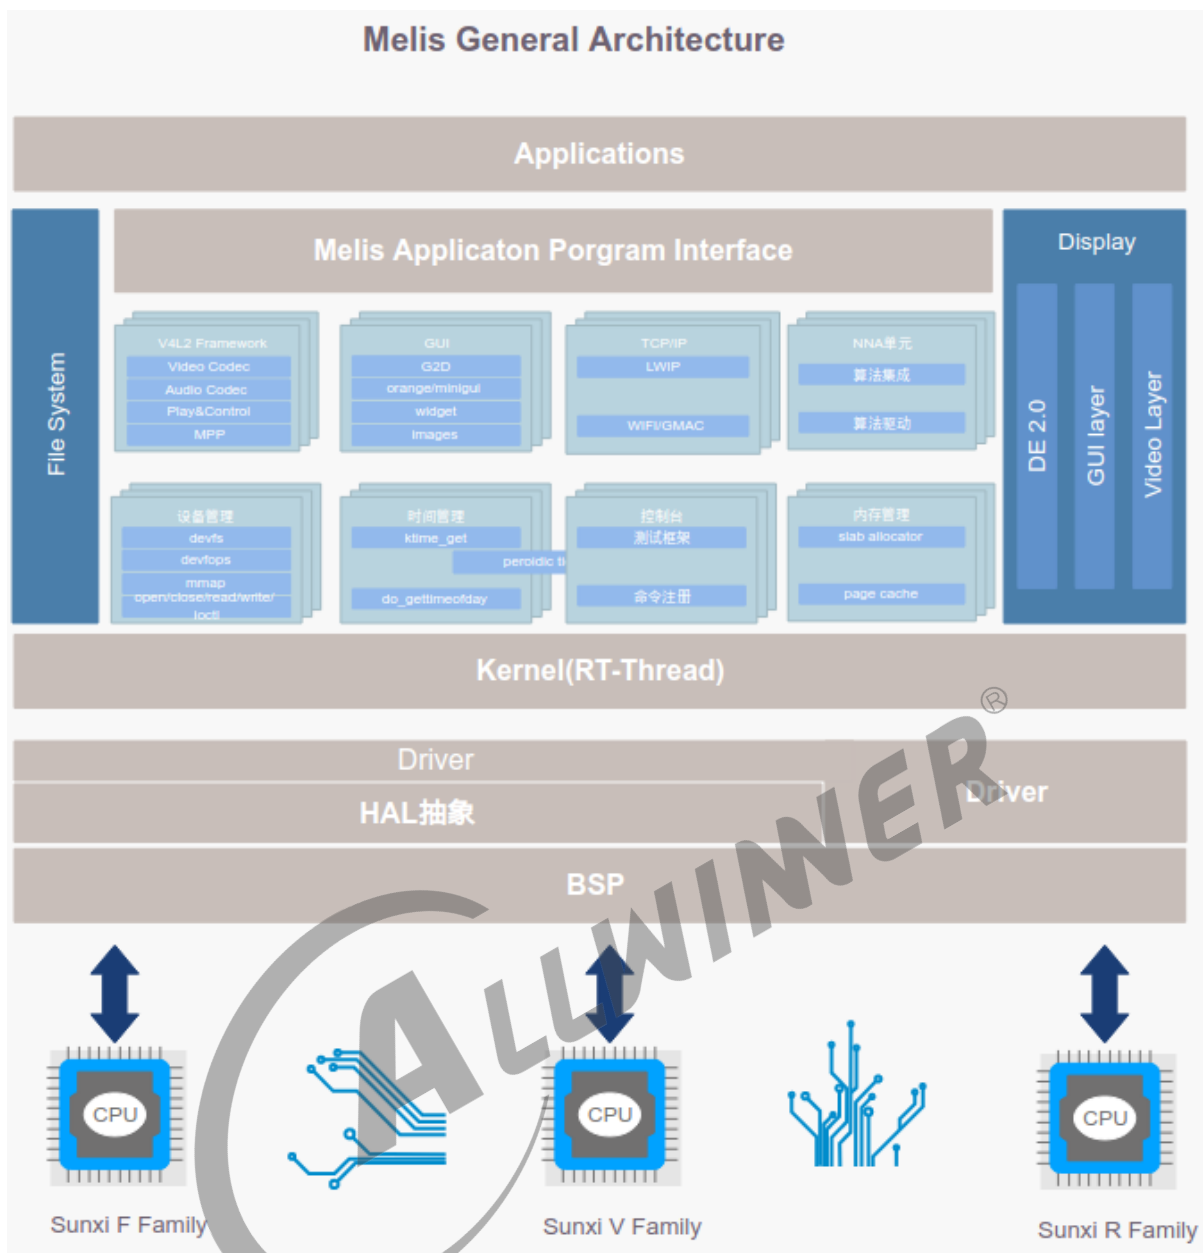 Melis General Architecture
Applications
File System
Melis Applicaton Porgram Interface
Display
DE 2.0
GUI layer
Video Layer
V4L2 Framework
Video Codec
Audio Codec
Play&Control
MPP
GUI
G2D
orange/minigui
widget
images
TCP/IP
LWIP
WIFI/GMAC
NNA单元
算法集成
算法驱动
设备管理
devfs
devfops
mmap
open/close/read/write/
ioctl
时间管理
ktime_get
peroidic
do_gettimeofday
控制台
测试框架
命令注册
内存管理
slab allocator
page cache
Kernel(RT-Thread)
Driver
HAL抽象
Driver
BSP
ALLWINNER®
CPU
CPU
CPU
Sunxi F Family
Sunxi V Family
Sunxi R Family